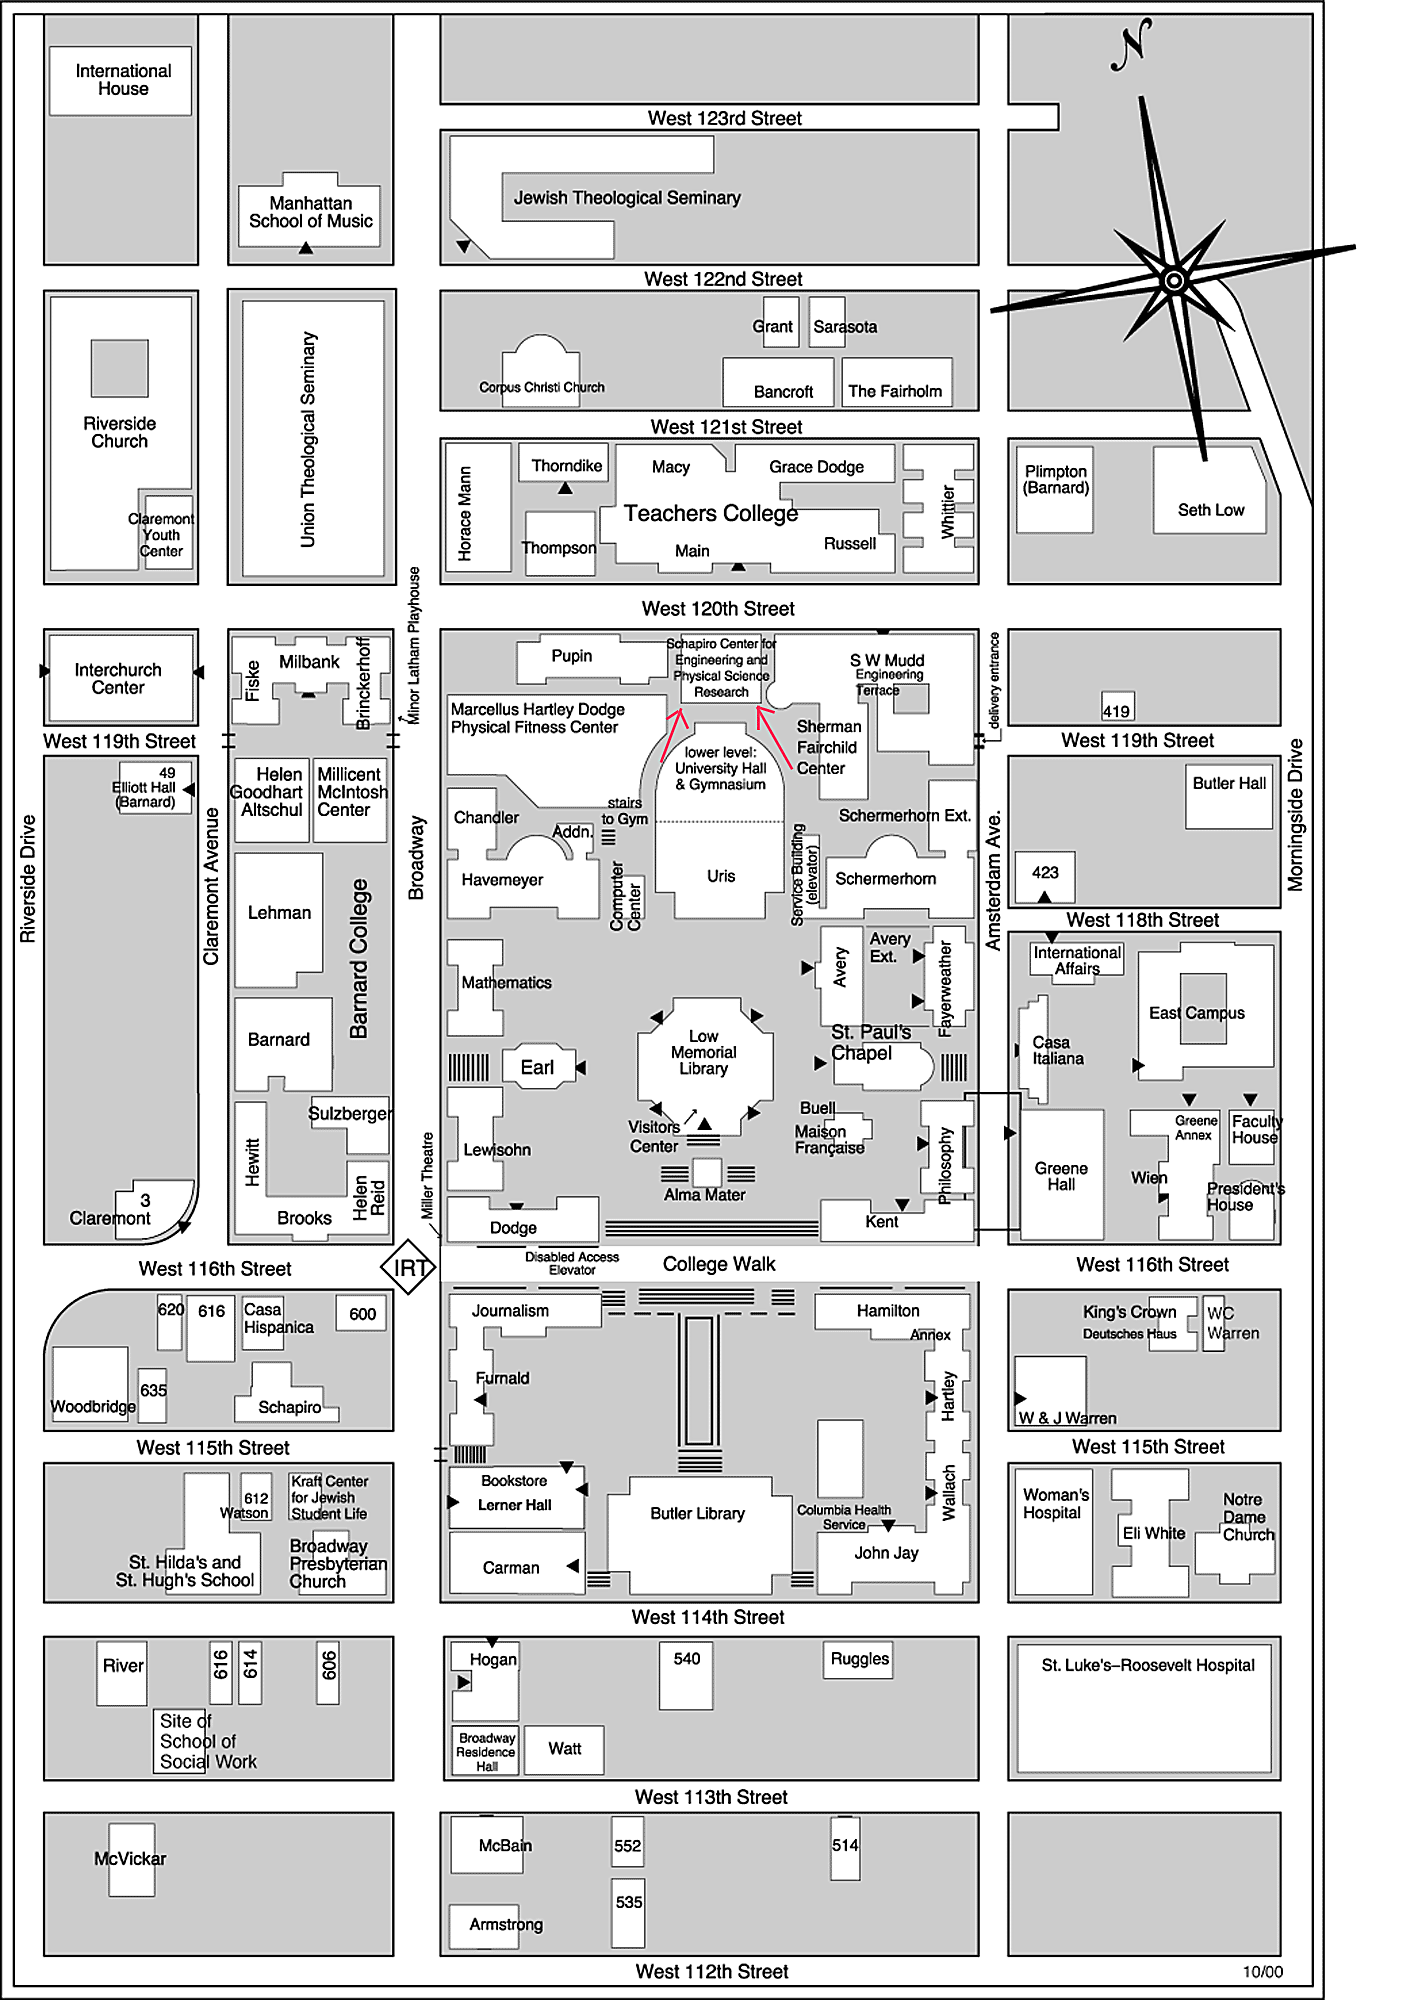 N
International
House
West 123rd Street
Manhattan
School of Music
Jewish Theological Seminary
West 122nd Street
Riverside
Church
Claremont
Youth
Center
Union Theological Seminary
Grant
Sarasota
Corpus Christi Church
Bancroft
The Fairholm
West 121st Street
Horace Mann
Thorndike
Thompson
Macy
Grace Dodge
Teachers College
Main
Russell
Whittier
Plimpton
(Barnard)
Seth Low
West 120th Street
Interchurch
Center
Fiske
Milbank
Brinckerhoff
Minor Latham Playhouse
Pupin
Schapiro Center for
Engineering and
Physical Science
Research
S W Mudd
Engineering
Terrace
delivery entrance
419
Marcellus Hartley Dodge
Physical Fitness Center
Sherman
Fairchild
Center
West 119th Street
West 119th Street
49
Elliott Hall
(Barnard)
Helen
Goodhart
Altschul
Millicent
McIntosh
Center
lower level:
University Hall
& Gymnasium
Butler Hall
Riverside Drive
Claremont Avenue
Broadway
Amsterdam Ave.
Morningside Drive
Chandler
Addn.
stairs
to Gym
Havemeyer
Computer
Center
Uris
Service Building
(elevator)
Schermerhorn Ext.
Schermerhorn
423
West 118th Street
Lehman
Barnard College
Mathematics
Avery
Avery
Ext.
Fayerweather
International
Affairs
East Campus
Barnard
Earl
Low
Memorial
Library
St. Paul's
Chapel
Casa
Italiana
Sulzberger
Hewitt
Helen
Reid
Brooks
Lewisohn
Visitors
Center
Buell
Maison
Française
Philosophy
Greene
Annex
Faculty
House
Greene
Hall
Wien
President's
House
3
Claremont
Miller Theatre
Alma Mater
Dodge
Kent
West 116th Street
IRT
Disabled Access
Elevator
College Walk
West 116th Street
620
616
Casa
Hispanica
600
Woodbridge
635
Schapiro
Journalism
Furnald
Hamilton
Annex
Hartley
King's Crown
Deutsches Haus
WC
Warren
W & J Warren
West 115th Street
West 115th Street
612
Watson
Kraft Center
for Jewish
Student Life
St. Hilda's and
St. Hugh's School
Broadway
Presbyterian
Church
Bookstore
Lerner Hall
Carman
Butler Library
Columbia Health
Service
Wallach
John Jay
Woman's
Hospital
Eli White
Notre
Dame
Church
West 114th Street
River
616
614
606
Site of
School of
Social Work
Hogan
Broadway
Residence
Hall
Watt
540
Ruggles
St. Luke's–Roosevelt Hospital
West 113th Street
McVickar
McBain
552
514
535
Armstrong
West 112th Street
10/00